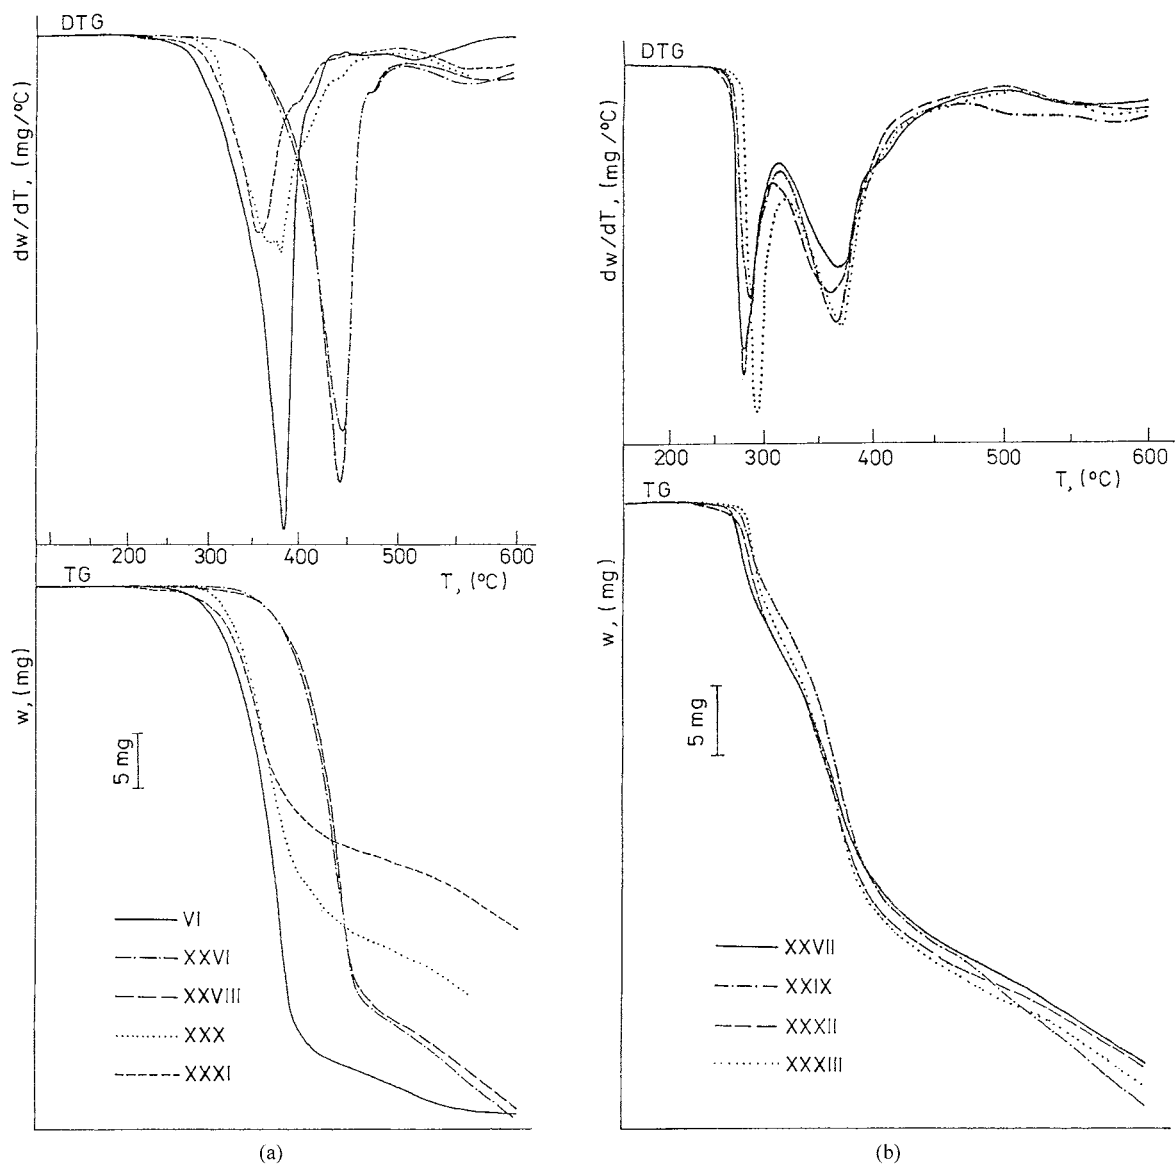 DTG
dw/dT, (mg/°C)
200 300 400 500 600
T, (°C)
TG
w, (mg)
5 mg
VI
XXVI
XXVIII
XXX
XXXI
(a)
DTG
dw/dT, (mg/°C)
200 300 400 500 600
T, (°C)
TG
w, (mg)
5 mg
XXVII
XXIX
XXXII
XXXIII
(b)